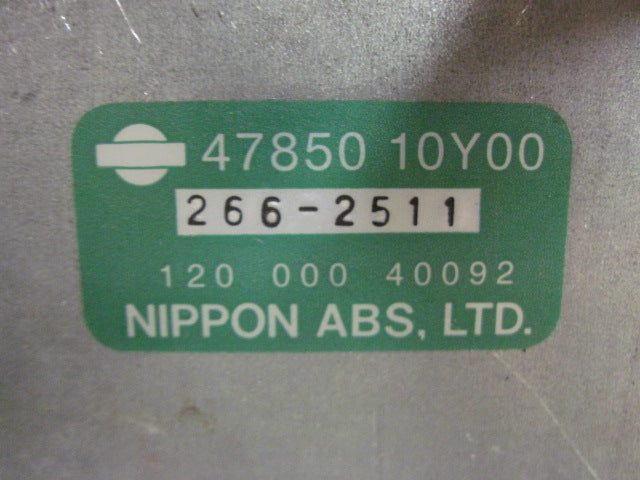 47850 10Y00
266-2511
120 000 40092
NIPPON ABS, LTD.